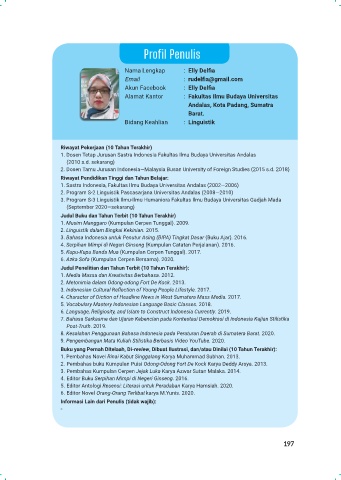 Profil Penulis
Nama Lengkap : Elly Delfia
Email : rudelfia@gmail.com
Akun Facebook : Elly Delfia
Alamat Kantor : Fakultas Ilmu Budaya Universitas
Andalas, Kota Padang, Sumatra
Barat.
Bidang Keahlian : Linguistik
Riwayat Pekerjaan (10 Tahun Terakhir)
1. Dosen Tetap Jurusan Sastra Indonesia Fakultas Ilmu Budaya Universitas Andalas
(2010 s.d. sekarang)
2. Dosen Tamu Jurusan Indonesia—Malaysia Busan University of Foreign Studies (2015 s.d. 2018)
Riwayat Pendidikan Tinggi dan Tahun Belajar:
1. Sastra Indonesia, Fakultas Ilmu Budaya Universitas Andalas (2002—2006)
2. Program S-2 Linguistik Pascasarjana Universitas Andalas (2008—2010)
3. Program S-3 Linguistik Ilmu-Ilmu Humaniora Fakultas Ilmu Budaya Universitas Gadjah Mada
(September 2020—sekarang)
Judul Buku dan Tahun Terbit (10 Tahun Terakhir)
1. Musim Manggaro (Kumpulan Cerpen Tunggal). 2009.
2. Linguistik dalam Bingkai Kekinian. 2015.
3. Bahasa Indonesia untuk Penutur Asing (BIPA) Tingkat Dasar (Buku Ajar). 2016.
4. Serpihan Mimpi di Negeri Ginseng (Kumpulan Catatan Perjalanan). 2016.
5. Kupu-Kupu Banda Mua (Kumpulan Cerpen Tunggal). 2017.
6. Azka Sofa (Kumpulan Cerpen Bersama). 2020.
Judul Penelitian dan Tahun Terbit (10 Tahun Terakhir):
1. Media Massa dan Kreativitas Berbahasa. 2012.
2. Metonimia dalam Odong-odong Fort De Kock. 2013.
3. Indonesian Cultural Reflection of Young People Lifestyle. 2017.
4. Character of Diction of Headline News in West Sumatera Mass Media. 2017.
5. Vocabulary Mastery Indonesian Language Basic Classes. 2018.
6. Language, Religiosity, and Islam to Construct Indonesia Currently. 2019.
7. Bahasa Sarkasme dan Ujaran Kebencian pada Kontestasi Demokrasi di Indonesia Kajian Stilistika
Post-Truth. 2019.
8. Kesalahan Penggunaan Bahasa Indonesia pada Peraturan Daerah di Sumatera Barat. 2020.
9. Pengembangan Mata Kuliah Stilistika Berbasis Video YouTube. 2020.
Buku yang Pernah Ditelaah, Di-review, Dibuat Ilustrasi, dan/atau Dinilai (10 Tahun Terakhir):
1. Pembahas Novel Rinai Kabut Singgalang Karya Muhammad Subhan. 2013.
2. Pembahas Buku Kumpulan Puisi Odong-Odong Fort De Kock Karya Deddy Arsya. 2013.
3. Pembahas Kumpulan Cerpen Jejak Luka Karya Azwar Sutan Malaka. 2014.
4. Editor Buku Serpihan Mimpi di Negeri Ginseng. 2016.
5. Editor Antologi Resensi: Literasi untuk Peradaban Karya Hamsiah. 2020.
6. Editor Novel Orang-Orang Terlibai karya M.Yunis. 2020.
Informasi Lain dari Penulis (tidak wajib):
-
197